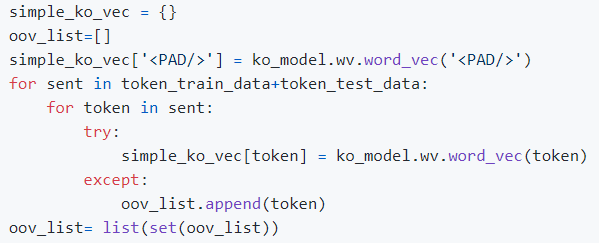 simple_ko_vec = {}
oov_list=[]
simple_ko_vec['<PAD/>'] = ko_model.wv.word_vec('<PAD/>')
for sent in token_train_data+token_test_data:
    for token in sent:
        try:
            simple_ko_vec[token] = ko_model.wv.word_vec(token)
        except:
            oov_list.append(token)
oov_list= list(set(oov_list))